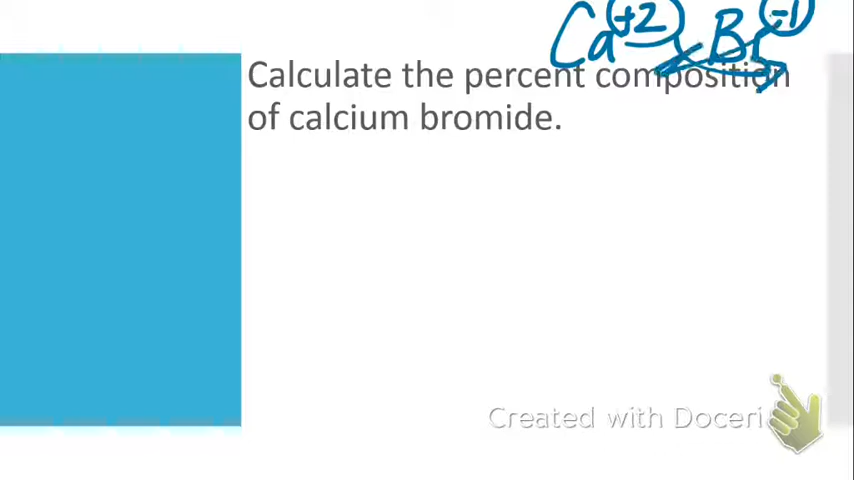 Ca +2 Br -1
Calculate the percent composition
of calcium bromide.
Created with Doceri